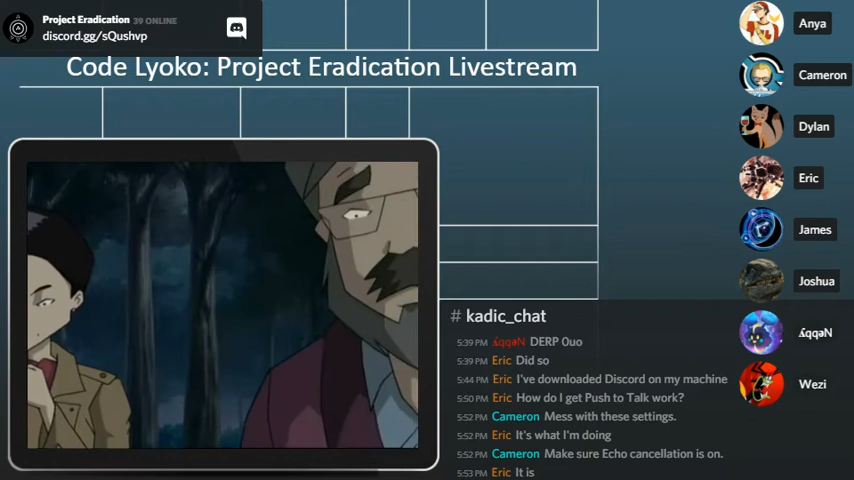 Project Eradication 39 ONLINE
discord.gg/sQushvp
Code Lyoko: Project Eradication Livestream
Anya
Cameron
Dylan
Eric
James
Joshua
ʎqqǝN
Wezi
# kadic_chat
5:39 PM ʎqqǝN DERP 0uo
5:39 PM Eric Did so
5:44 PM Eric I've downloaded Discord on my machine
5:50 PM Eric How do I get Push to Talk work?
5:52 PM Cameron Mess with these settings.
5:52 PM Eric It's what I'm doing
5:52 PM Cameron Make sure Echo cancellation is on.
5:53 PM Eric It is